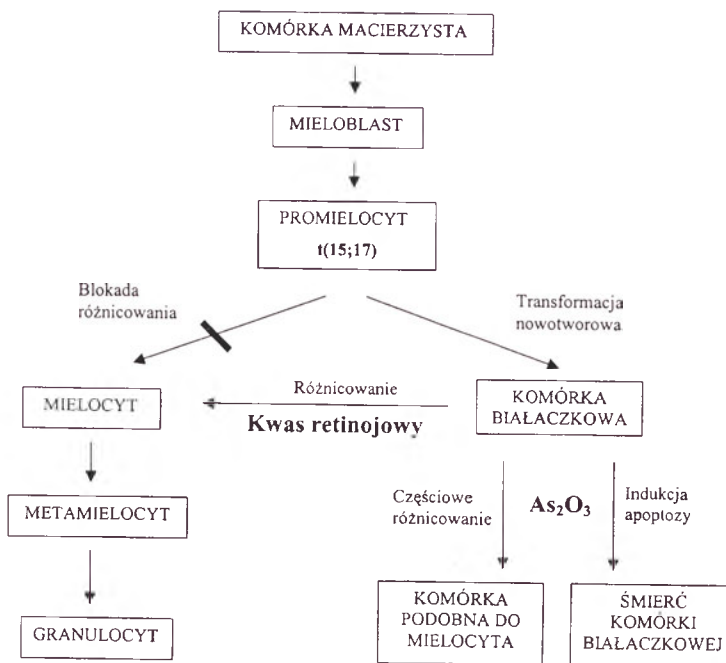 KOMÓRKA MACIERZYSTA
MIELOBLAST
PROMIELOCYT
t(15;17)
Blokada
różnicowania
Transformacja
nowotworowa
MIELOCYT
Różnicowanie
Kwas retinojowy
KOMÓRKA
BIAŁACZKOWA
METAMIELOCYT
Częściowe
różnicowanie
As₂O₃
Indukcja
apoptozy
GRANULOCYT
KOMÓRKA
PODOBNA DO
MIELOCYTA
ŚMIERĆ
KOMÓRKI
BIAŁACZKOWEJ